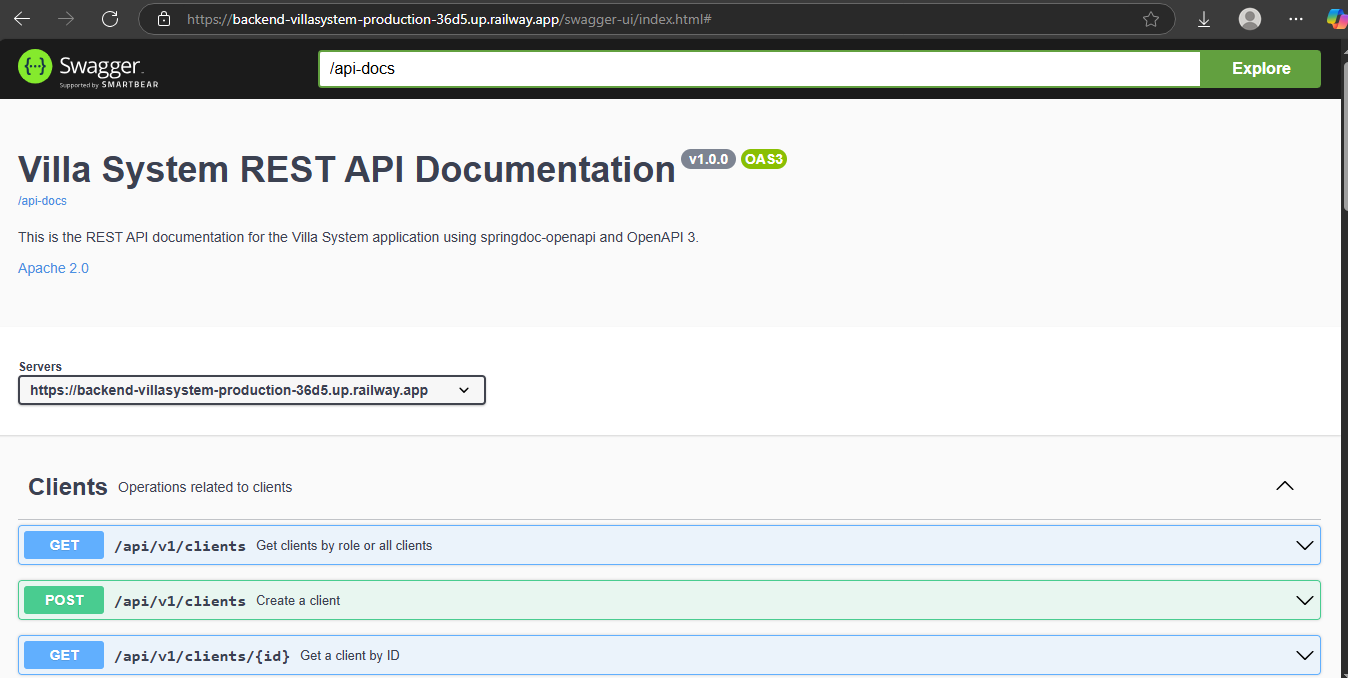 https://backend-villasystem-production-36d5.up.railway.app/swagger-ui/index.html#
Swagger
Supported by SMARTBEAR
/api-docs
Explore
Villa System REST API Documentation v1.0.0 OAS3
/api-docs
This is the REST API documentation for the Villa System application using springdoc-openapi and OpenAPI 3.
Apache 2.0
Servers
https://backend-villasystem-production-36d5.up.railway.app
Clients Operations related to clients
GET /api/v1/clients Get clients by role or all clients
POST /api/v1/clients Create a client
GET /api/v1/clients/{id} Get a client by ID